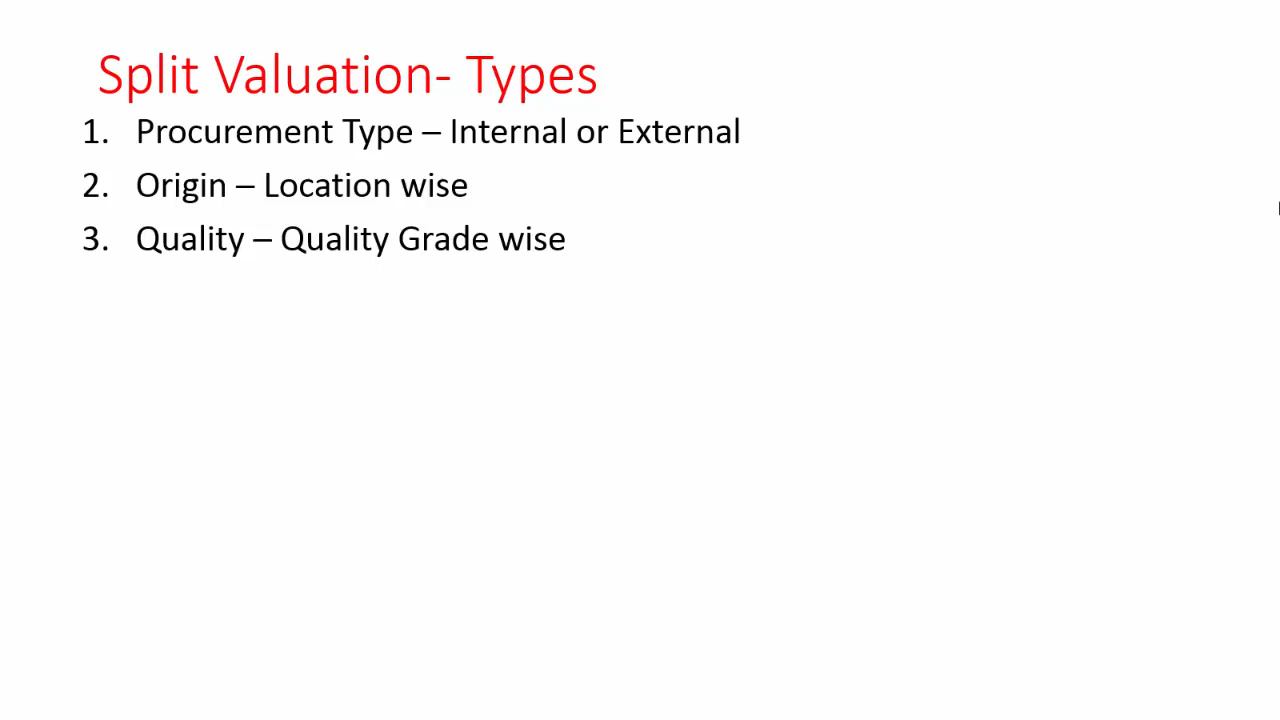 Split Valuation- Types
1. Procurement Type – Internal or External
2. Origin – Location wise
3. Quality – Quality Grade wise